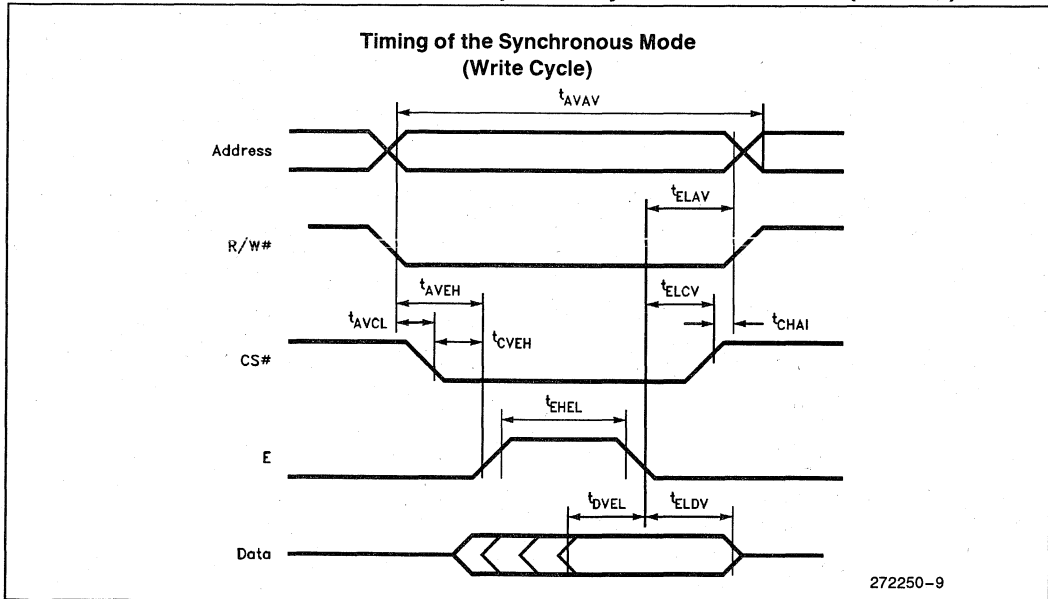 Timing of the Synchronous Mode
(Write Cycle)
tAVAV
Address
tELAV
R/W#
tAVEH
tELCV
tAVCL
tCVEH
tCHAI
CS#
tEHEL
E
tDVEL
tELDV
Data
272250-9